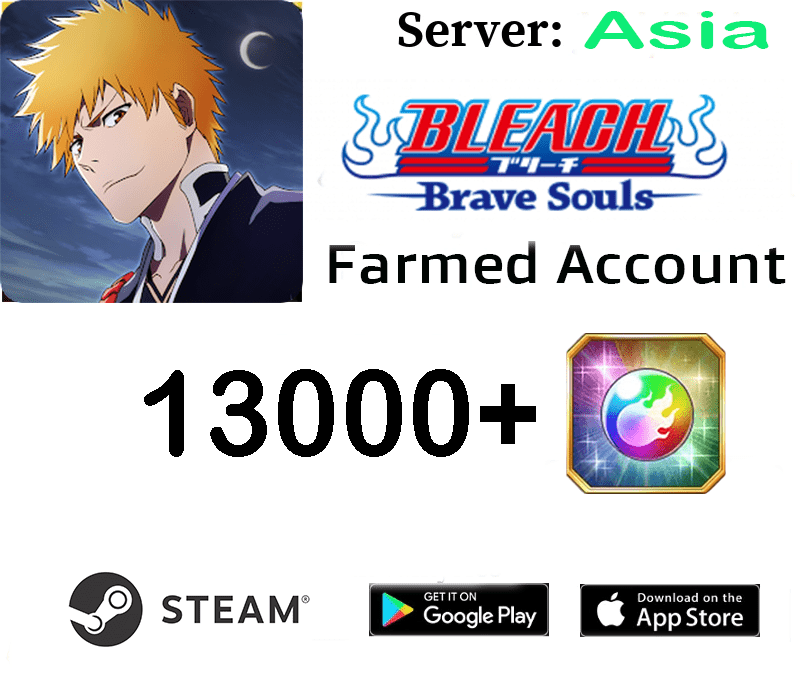 Server: Asia
BLEACH
ブリーチ
Brave Souls
Farmed Account
13000+
STEAM®
GET IT ON
Google Play
Download on the
App Store